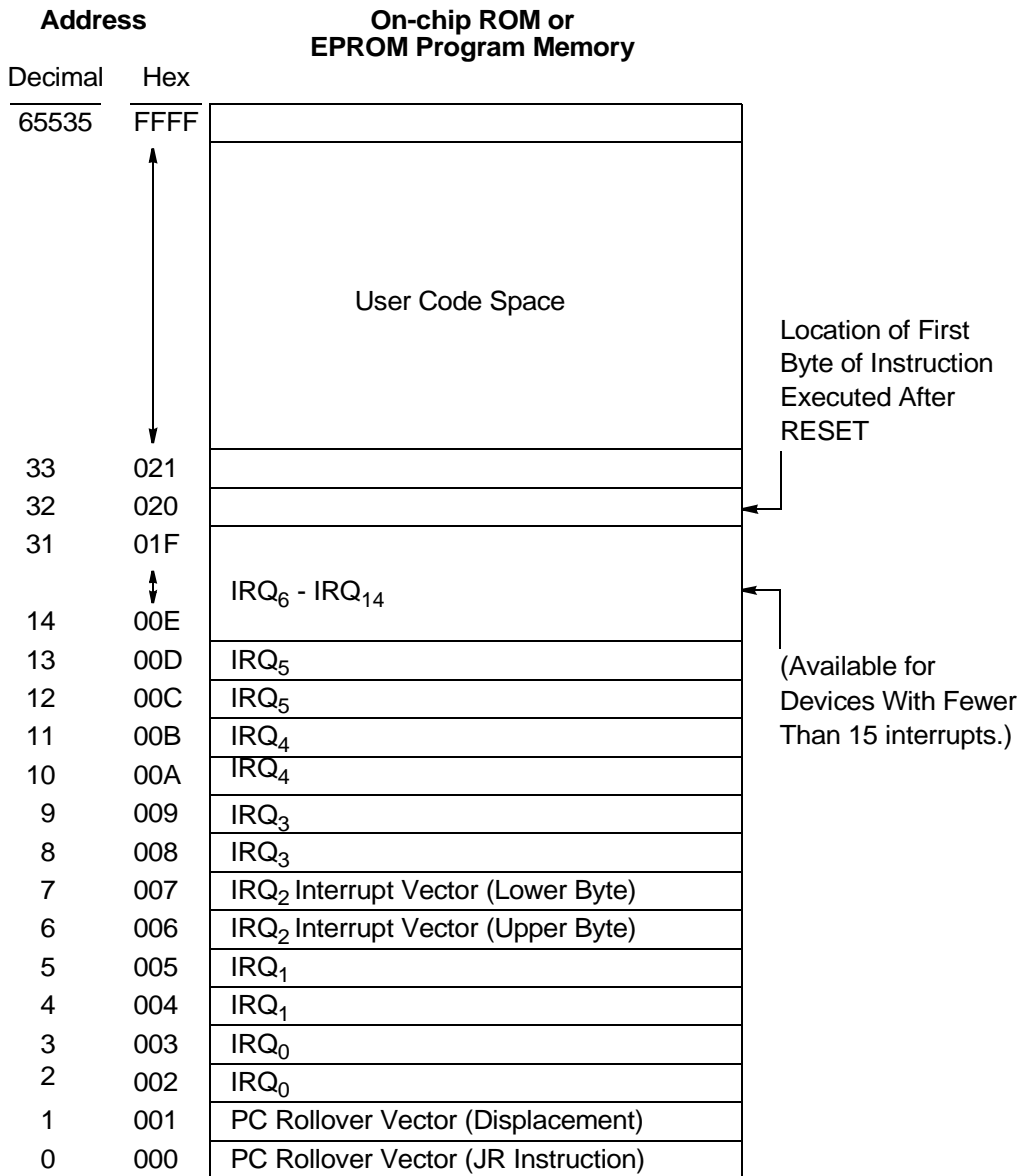 Address On-chip ROM or
EPROM Program Memory
Decimal Hex
65535 FFFF
User Code Space
Location of First
Byte of Instruction
Executed After
RESET
33 021
32 020
31 01F
IRQ6 - IRQ14
14 00E
13 00D IRQ5
12 00C IRQ5
11 00B IRQ4
10 00A IRQ4
9 009 IRQ3
8 008 IRQ3
7 007 IRQ2 Interrupt Vector (Lower Byte)
6 006 IRQ2 Interrupt Vector (Upper Byte)
5 005 IRQ1
4 004 IRQ1
3 003 IRQ0
2 002 IRQ0
1 001 PC Rollover Vector (Displacement)
0 000 PC Rollover Vector (JR Instruction)
(Available for
Devices With Fewer
Than 15 interrupts.)